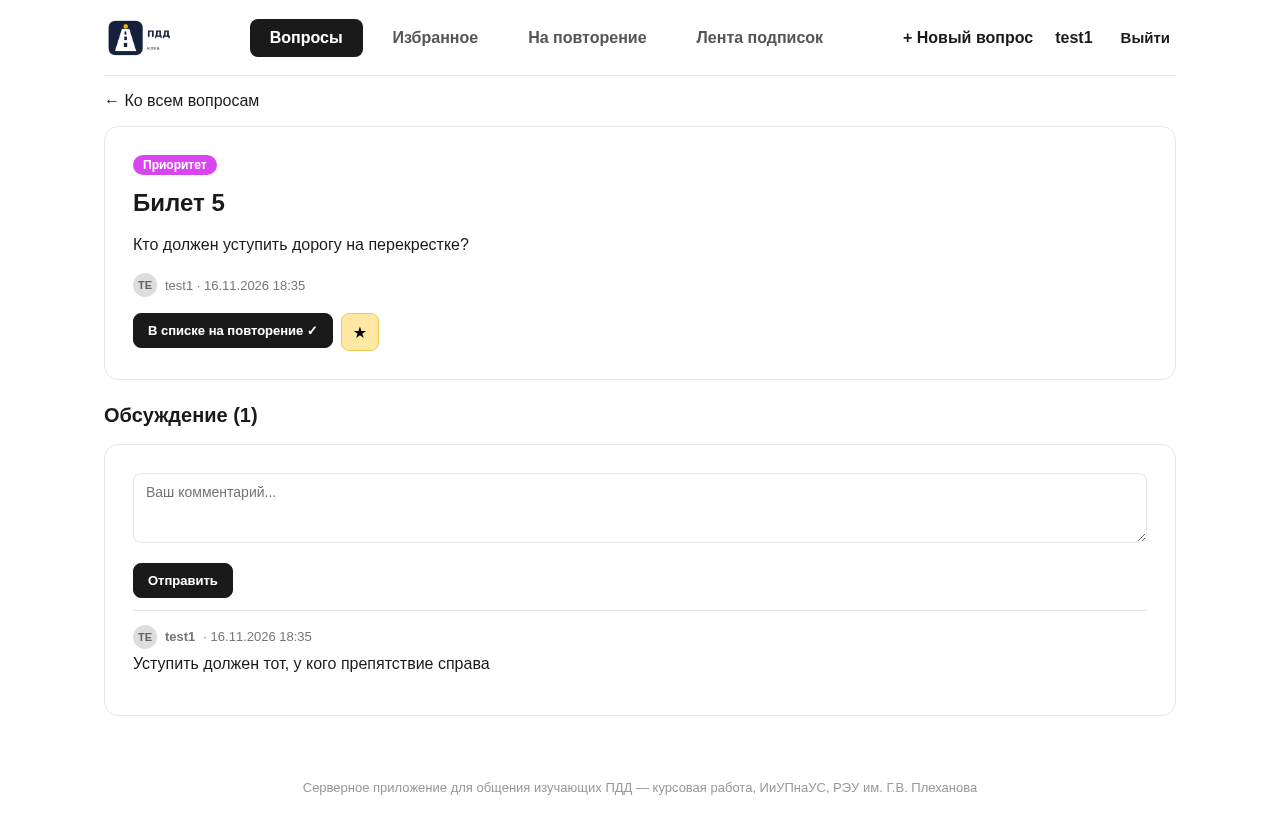 ПДД
Вопросы Избранное На повторение Лента подписок + Новый вопрос test1 Выйти
← Ко всем вопросам
Приоритет
Билет 5
Кто должен уступить дорогу на перекрестке?
TE test1 · 16.11.2026 18:35
В списке на повторение ✓ ★
Обсуждение (1)
Ваш комментарий...
Отправить
TE test1 · 16.11.2026 18:35
Уступить должен тот, у кого препятствие справа
Серверное приложение для общения изучающих ПДД — курсовая работа, ИиУПнаУС, РЭУ им. Г.В. Плеханова